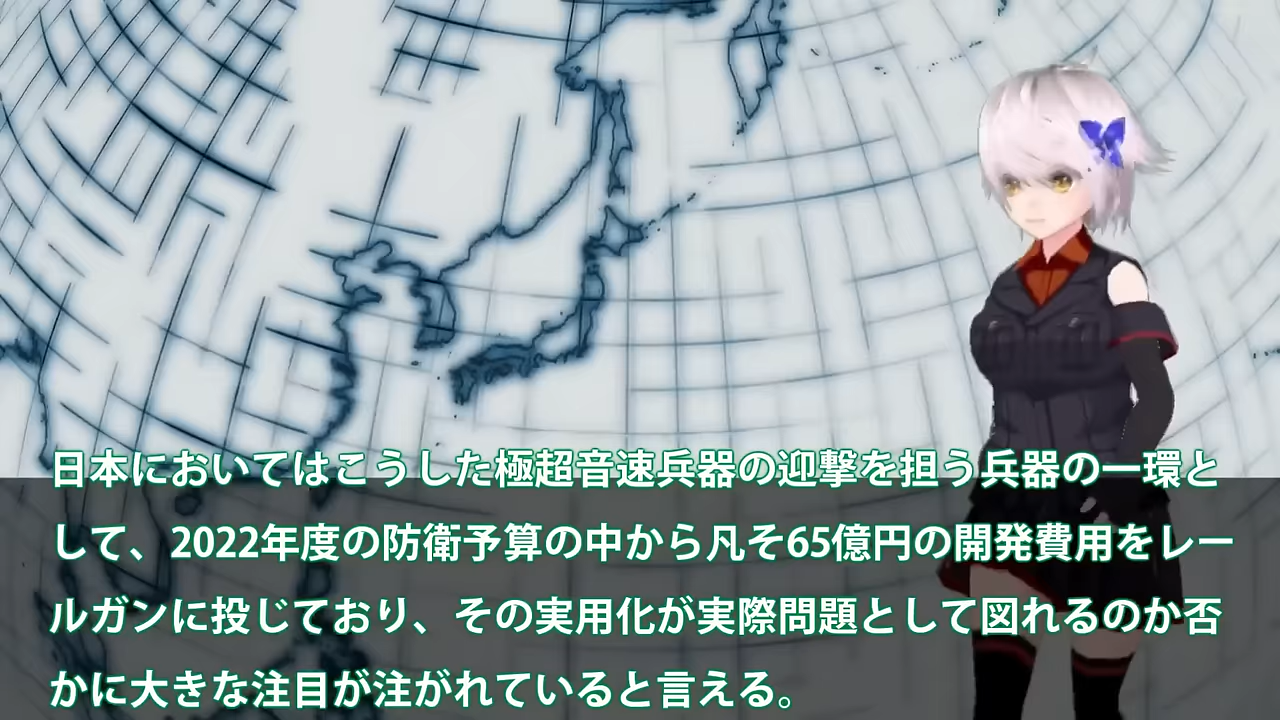 日本においてはこうした極超音速兵器の迎撃を担う兵器の一環と
して、2022年度の防衛予算の中から凡そ65億円の開発費用をレー
ルガンに投じており、その実用化が実際問題として図れるのか否
かに大きな注目が注がれていると言える。